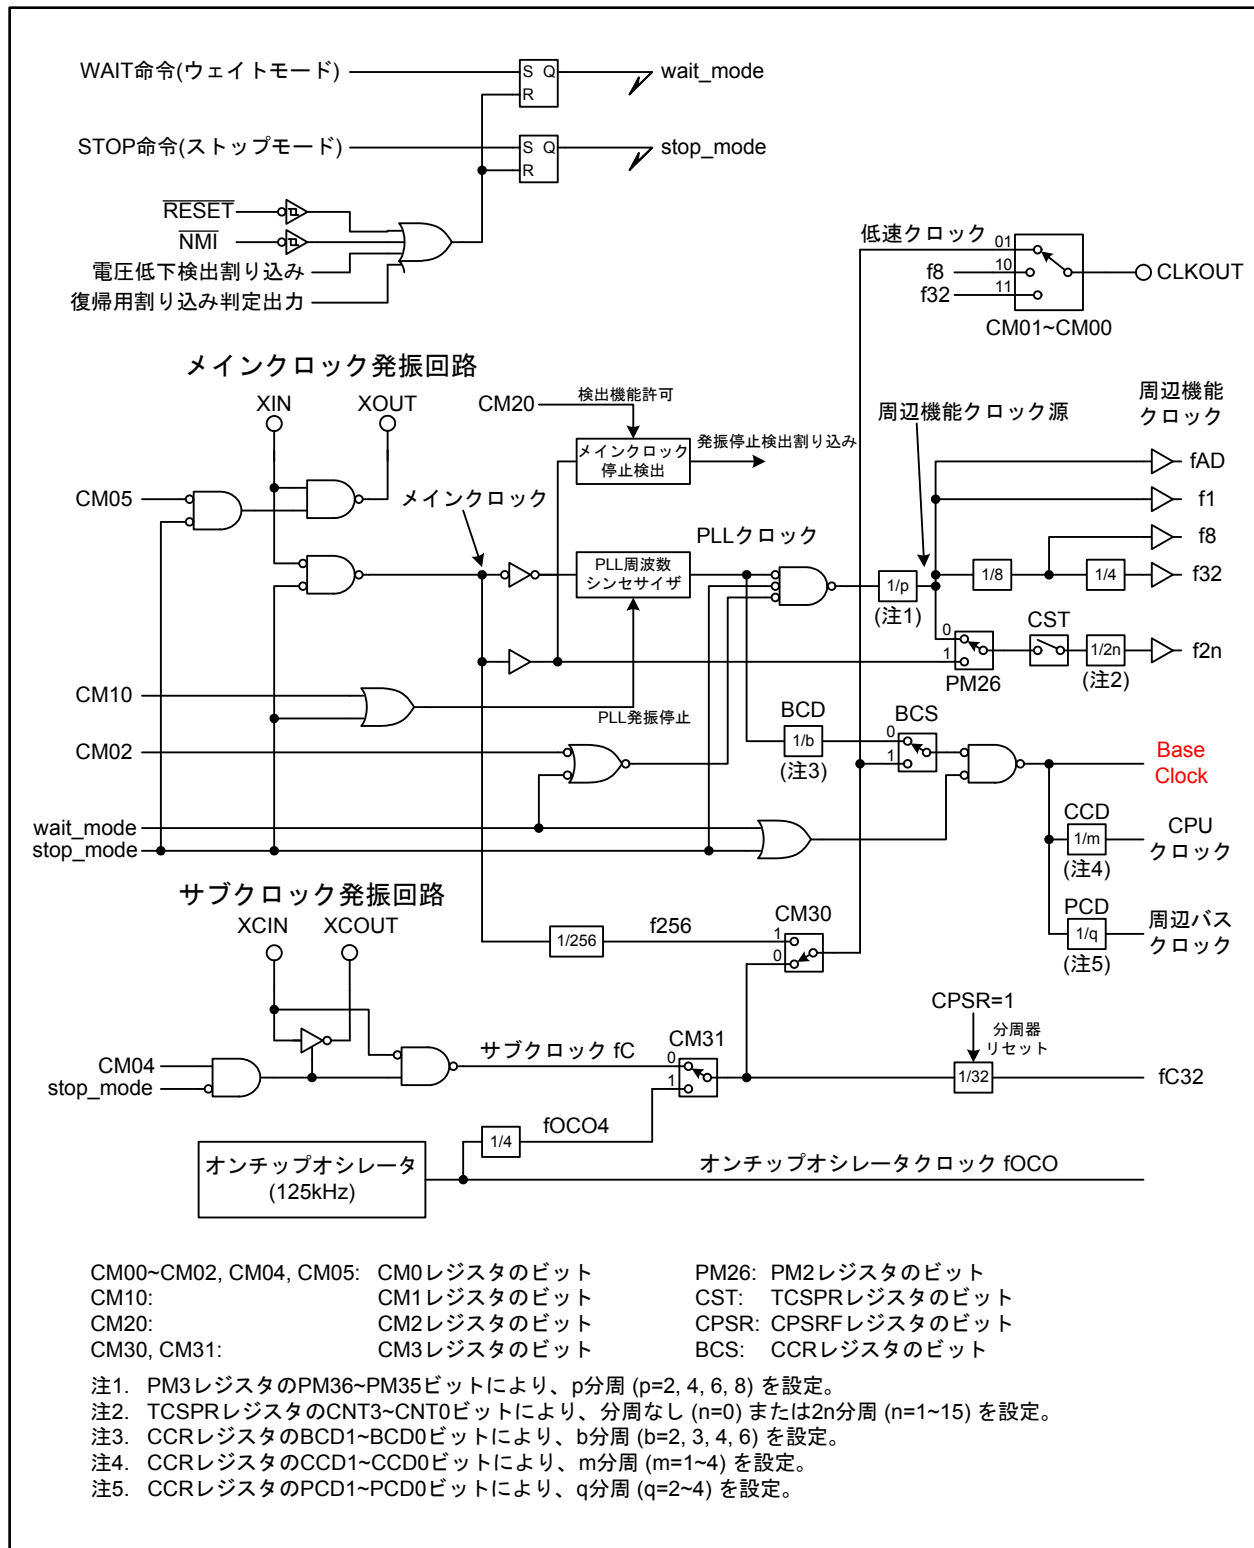 WAIT命令(ウェイトモード)
S Q
R
wait_mode
STOP命令(ストップモード)
S Q
R
stop_mode
RESET
NMI
電圧低下検出割り込み
復帰用割り込み判定出力
低速クロック
01
f8
10
f32
11
CLKOUT
CM01~CM00
メインクロック発振回路
XIN
XOUT
CM20
検出機能許可
メインクロック
停止検出
発振停止検出割り込み
周辺機能クロック源
周辺機能
クロック
fAD
f1
f8
f32
f2n
CM05
メインクロック
PLL周波数
シンセサイザ
PLLクロック
1/p
(注1)
1/8
1/4
0
1
PM26
CST
1/2n
(注2)
CM10
PLL発振停止
CM02
BCD
1/b
(注3)
BCS
0
1
Base
Clock
wait_mode
stop_mode
CCD
1/m
(注4)
CPU
クロック
PCD
1/q
(注5)
周辺バス
クロック
サブクロック発振回路
XCIN
XCOUT
1/256
f256
CM30
1
0
CM04
stop_mode
サブクロック fC
CM31
0
1
CPSR=1
分周器
リセット
1/32
fC32
1/4
fOCO4
オンチップオシレータ
(125kHz)
オンチップオシレータクロック fOCO
CM00~CM02, CM04, CM05: CM0レジスタのビット
CM10: CM1レジスタのビット
CM20: CM2レジスタのビット
CM30, CM31: CM3レジスタのビット
PM26: PM2レジスタのビット
CST: TCSPRレジスタのビット
CPSR: CPSRFレジスタのビット
BCS: CCRレジスタのビット
注1. PM3レジスタのPM36~PM35ビットにより、p分周 (p=2, 4, 6, 8) を設定。
注2. TCSPRレジスタのCNT3~CNT0ビットにより、分周なし (n=0) または2n分周 (n=1~15) を設定。
注3. CCRレジスタのBCD1~BCD0ビットにより、b分周 (b=2, 3, 4, 6) を設定。
注4. CCRレジスタのCCD1~CCD0ビットにより、m分周 (m=1~4) を設定。
注5. CCRレジスタのPCD1~PCD0ビットにより、q分周 (q=2~4) を設定。